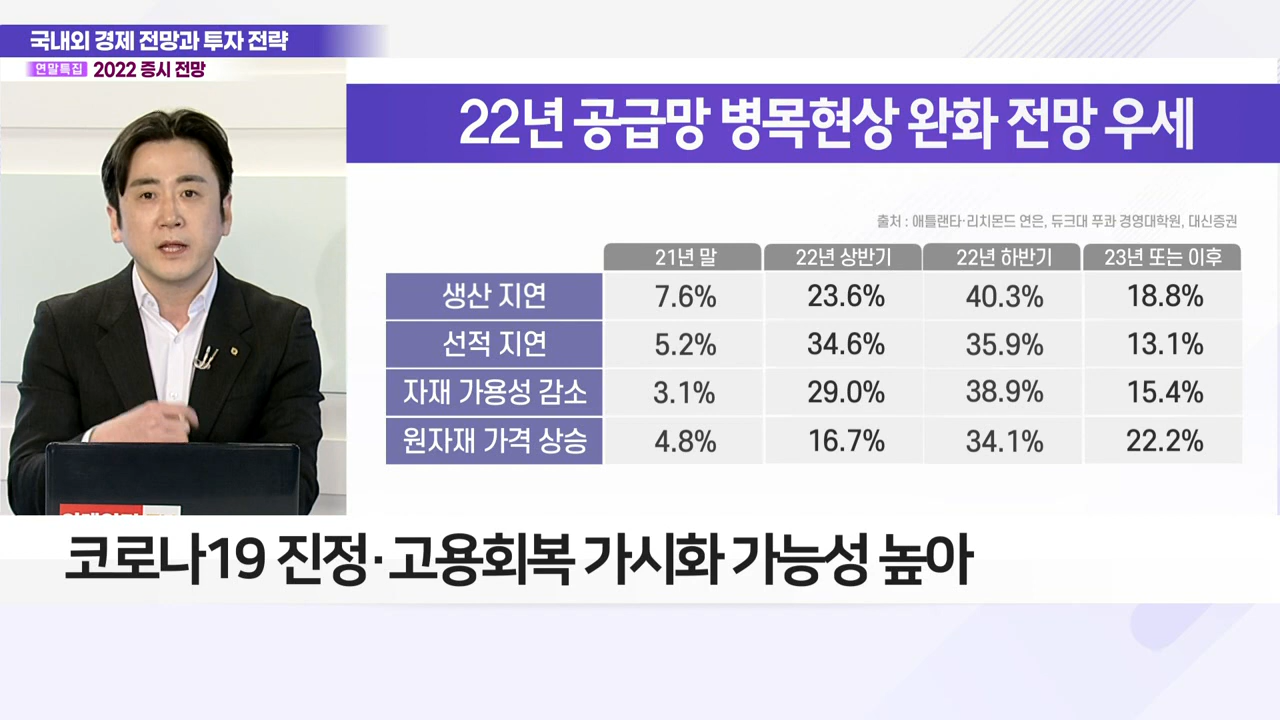 국내외 경제 전망과 투자 전략
연말특집 2022 증시 전망
22년 공급망 병목현상 완화 전망 우세
출처 : 애틀랜타·리치몬드 연은, 듀크대 푸콰 경영대학원, 대신증권
21년 말 22년 상반기 22년 하반기 23년 또는 이후
생산 지연 7.6% 23.6% 40.3% 18.8%
선적 지연 5.2% 34.6% 35.9% 13.1%
자재 가용성 감소 3.1% 29.0% 38.9% 15.4%
원자재 가격 상승 4.8% 16.7% 34.1% 22.2%
코로나19 진정·고용회복 가시화 가능성 높아